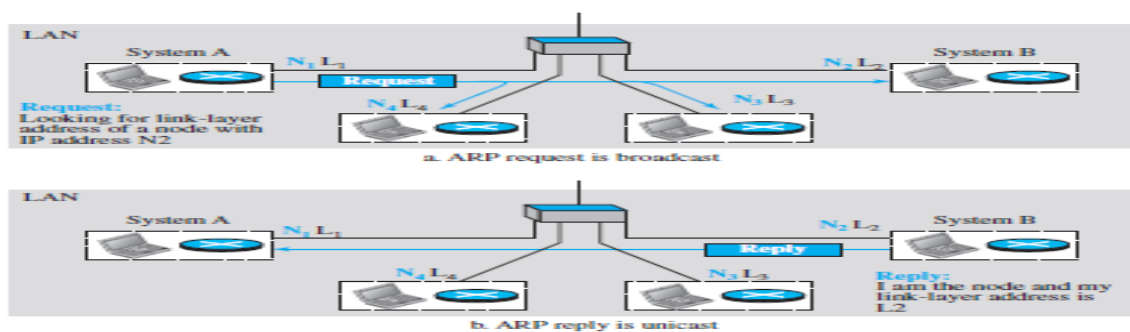 LAN
System A
System B
N1 L1
Request
N2 L2
N4 L4
N3 L3
Request:
Looking for link-layer
address of a node with
IP address N2
a. ARP request is broadcast
LAN
System A
System B
N1 L1
N2 L2
Reply
N4 L4
N3 L3
Reply:
I am the node and my
link-layer address is
L2
b. ARP reply is unicast